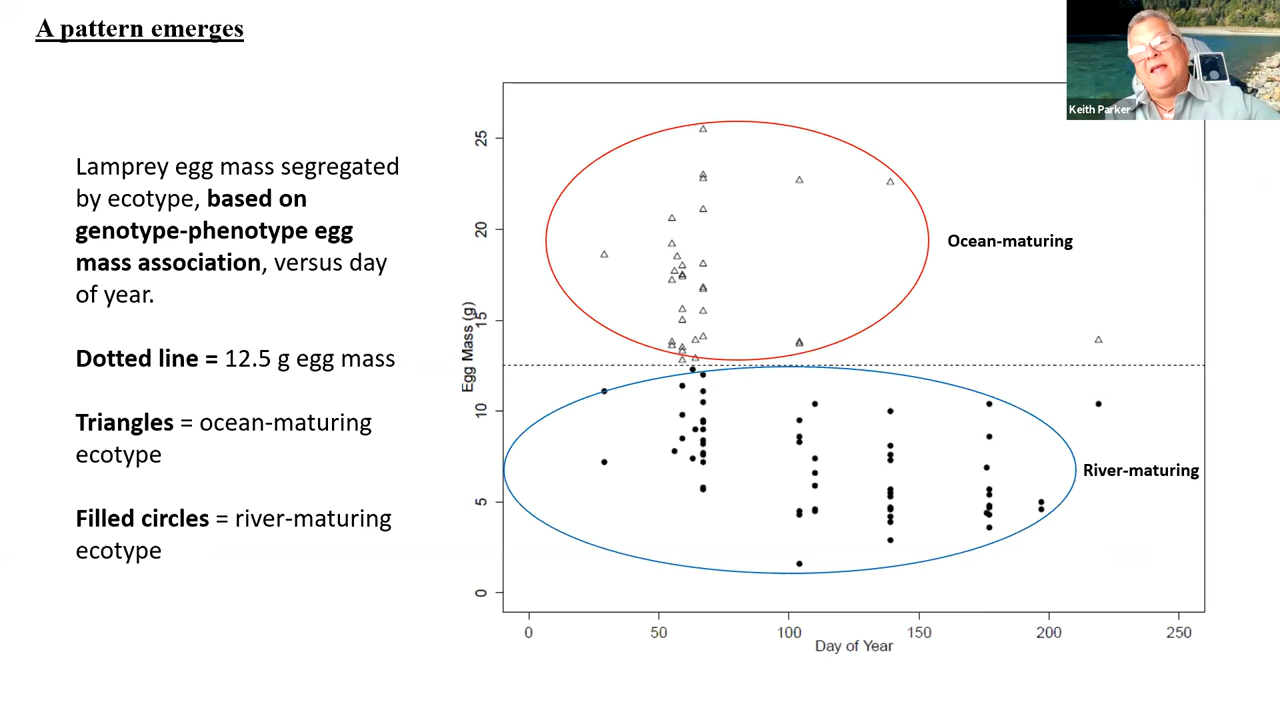 A pattern emerges
Keith Parker
Lamprey egg mass segregated
by ecotype, based on
genotype-phenotype egg
mass association, versus day
of year.
Dotted line = 12.5 g egg mass
Triangles = ocean-maturing
ecotype
Filled circles = river-maturing
ecotype
Egg Mass (g)
25
20
15
10
5
0
Ocean-maturing
River-maturing
0 50 100 150 200 250
Day of Year